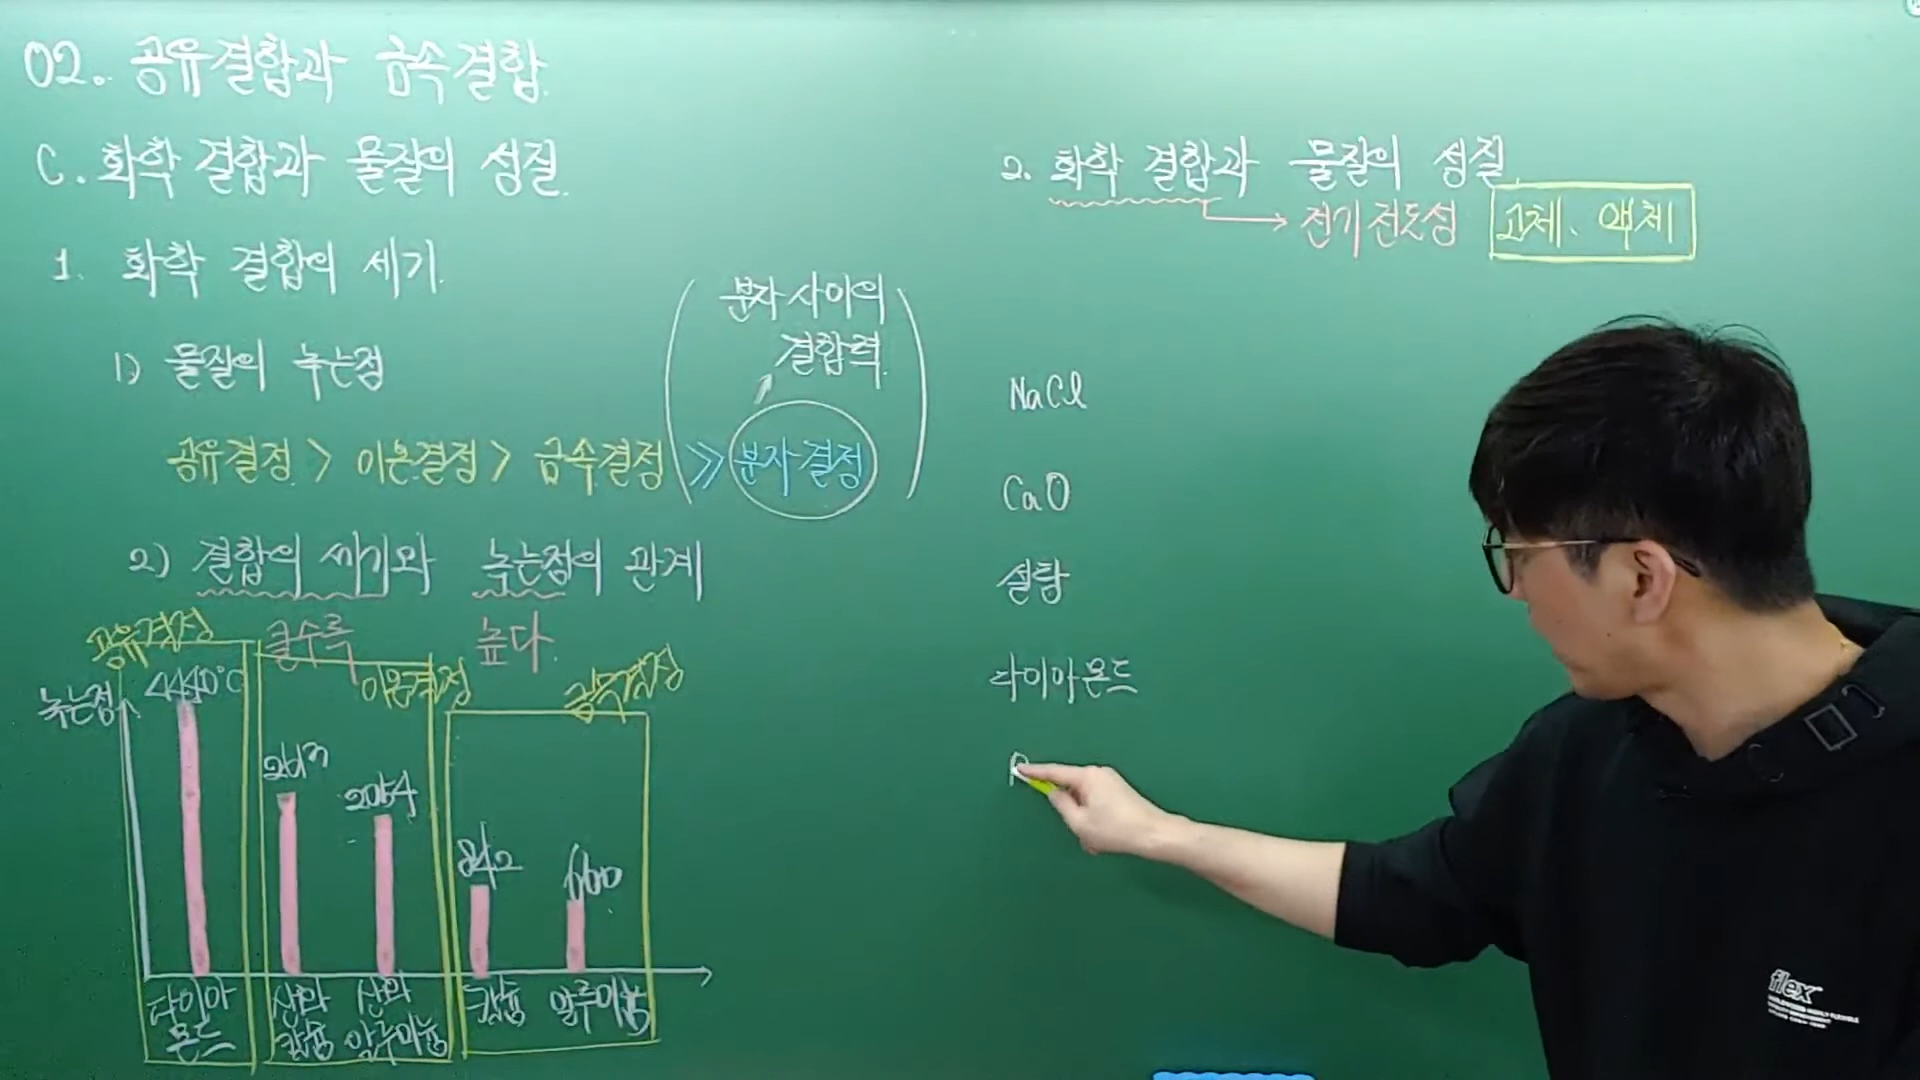 02. 공유결합과 금속결합.
C. 화학 결합과 물질의 성질.
1. 화학 결합의 세기.
1) 물질의 녹는점
(분자 사이의
결합력.
공유결정 > 이온결정 > 금속결정 ≫ 분자결정)
2) 결합의 세기와 녹는점의 관계
클수록 높다.
공유결정 이온결정 금속결정
녹는점
4440°C
2613
2054
842
660
다이아
몬드
산화
칼슘
산화
알루미늄
칼슘
알루미늄
2. 화학 결합과 물질의 성질.
전기 전도성 고체, 액체
NaCl
CaO
설탕
다이아몬드
flex